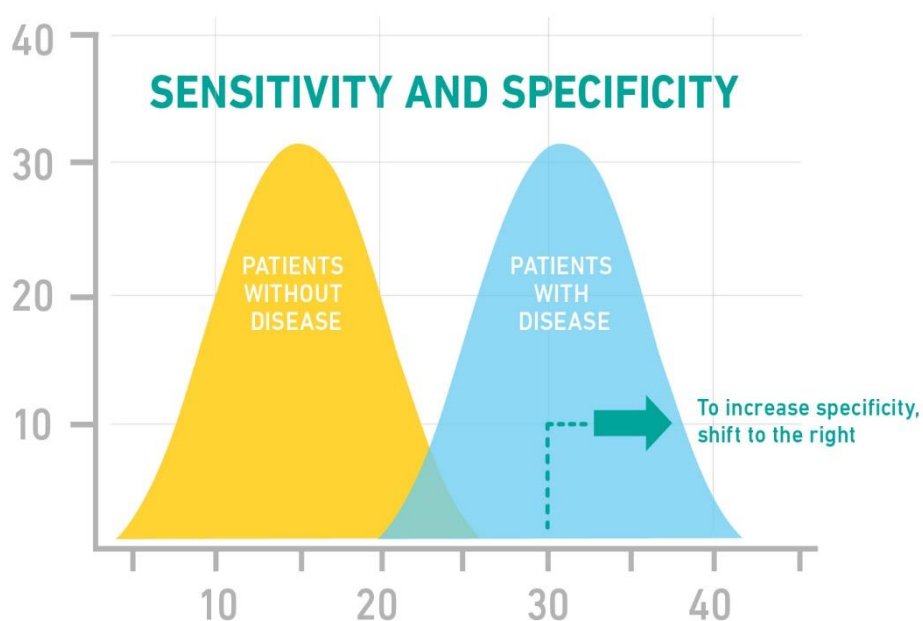 40
SENSITIVITY AND SPECIFICITY
30
PATIENTS
WITHOUT
DISEASE
PATIENTS
WITH
DISEASE
20
10
To increase specificity,
shift to the right
10 20 30 40